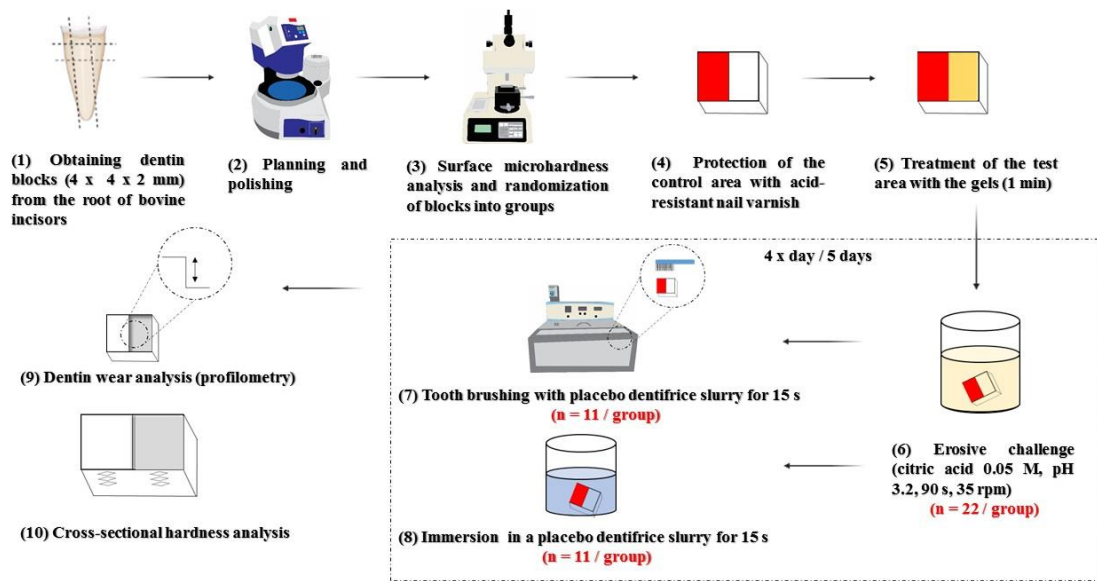 (1) Obtaining dentin
blocks (4 x 4 x 2 mm)
from the root of bovine
incisors
(2) Planning and
polishing
(3) Surface microhardness
analysis and randomization
of blocks into groups
(4) Protection of the
control area with acid-
resistant nail varnish
(5) Treatment of the test
area with the gels (1 min)
4 x day / 5 days
(6) Erosive challenge
(citric acid 0.05 M, pH
3.2, 90 s, 35 rpm)
(n = 22 / group)
(7) Tooth brushing with placebo dentifrice slurry for 15 s
(n = 11 / group)
(8) Immersion in a placebo dentifrice slurry for 15 s
(n = 11 / group)
(9) Dentin wear analysis (profilometry)
(10) Cross-sectional hardness analysis